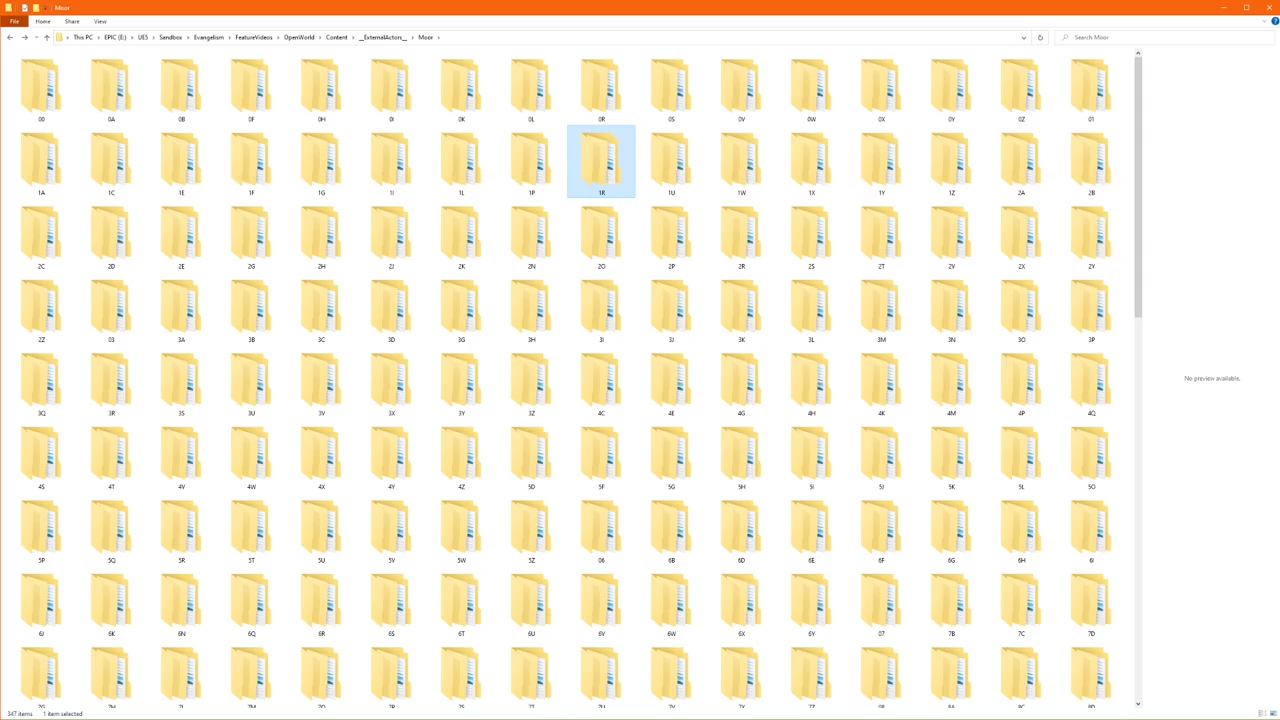 Moor
File Home Share View
This PC EPIC (E:) UE5 Sandbox Evangelism FeatureVideos OpenWorld Content __ExternalActors__ Moor
Search Moor
00 0A 0B 0F 0H 0I 0K 0L 0R 0S 0V 0W 0X 0Y 0Z 01
1A 1C 1E 1F 1G 1I 1L 1P 1R 1U 1W 1X 1Y 1Z 2A 2B
2C 2D 2E 2G 2H 2J 2K 2N 2O 2P 2R 2S 2T 2V 2X 2Y
2Z 03 3A 3B 3C 3D 3G 3H 3I 3J 3K 3L 3M 3N 3O 3P
No preview available.
3Q 3R 3S 3U 3V 3X 3Y 3Z 4C 4E 4G 4H 4K 4M 4P 4Q
4S 4T 4V 4W 4X 4Y 4Z 5D 5F 5G 5H 5I 5J 5K 5L 5O
5P 5Q 5R 5T 5U 5V 5W 5Z 06 6B 6D 6E 6F 6G 6H 6I
6J 6K 6N 6Q 6R 6S 6T 6U 6V 6W 6X 6Y 07 7B 7C 7D
347 items 1 item selected